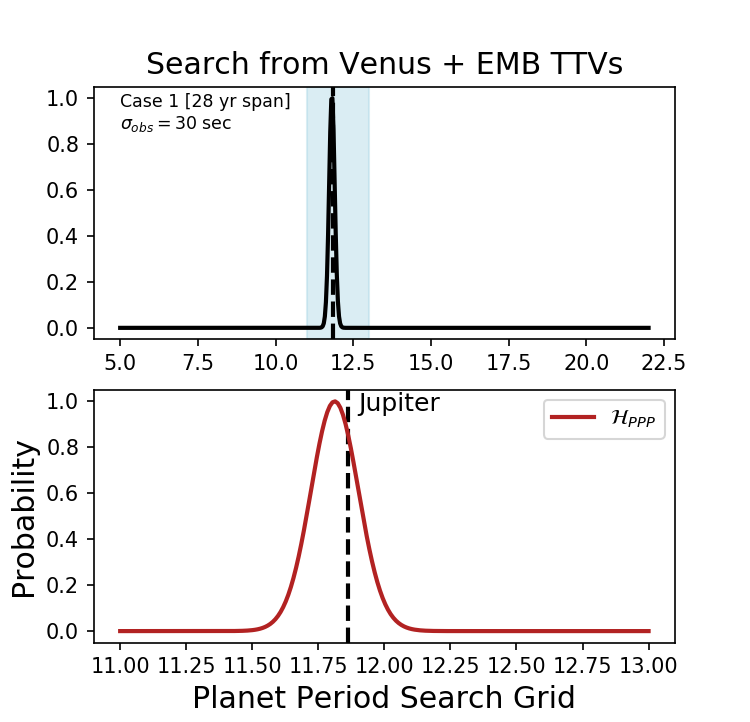 Search from Venus + EMB TTVs
Case 1 [28 yr span]
σobs = 30 sec
1.0
0.8
0.6
0.4
0.2
0.0
5.0 7.5 10.0 12.5 15.0 17.5 20.0 22.5
Jupiter
ℋPPP
1.0
0.8
0.6
0.4
0.2
0.0
Probability
11.00 11.25 11.50 11.75 12.00 12.25 12.50 12.75 13.00
Planet Period Search Grid